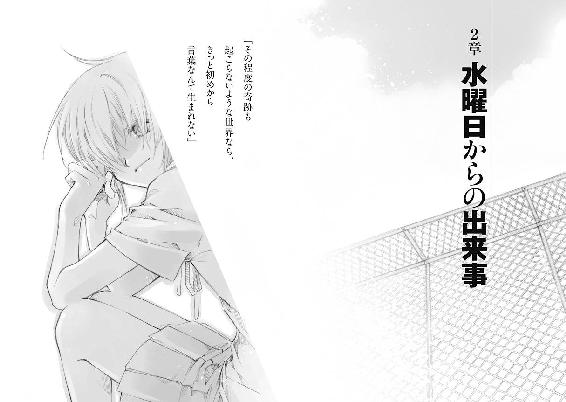 2章
水曜日からの出来事
「その程度の奇跡も
起こらないような世界なら、
きっと初めから
言葉なんて生まれない」